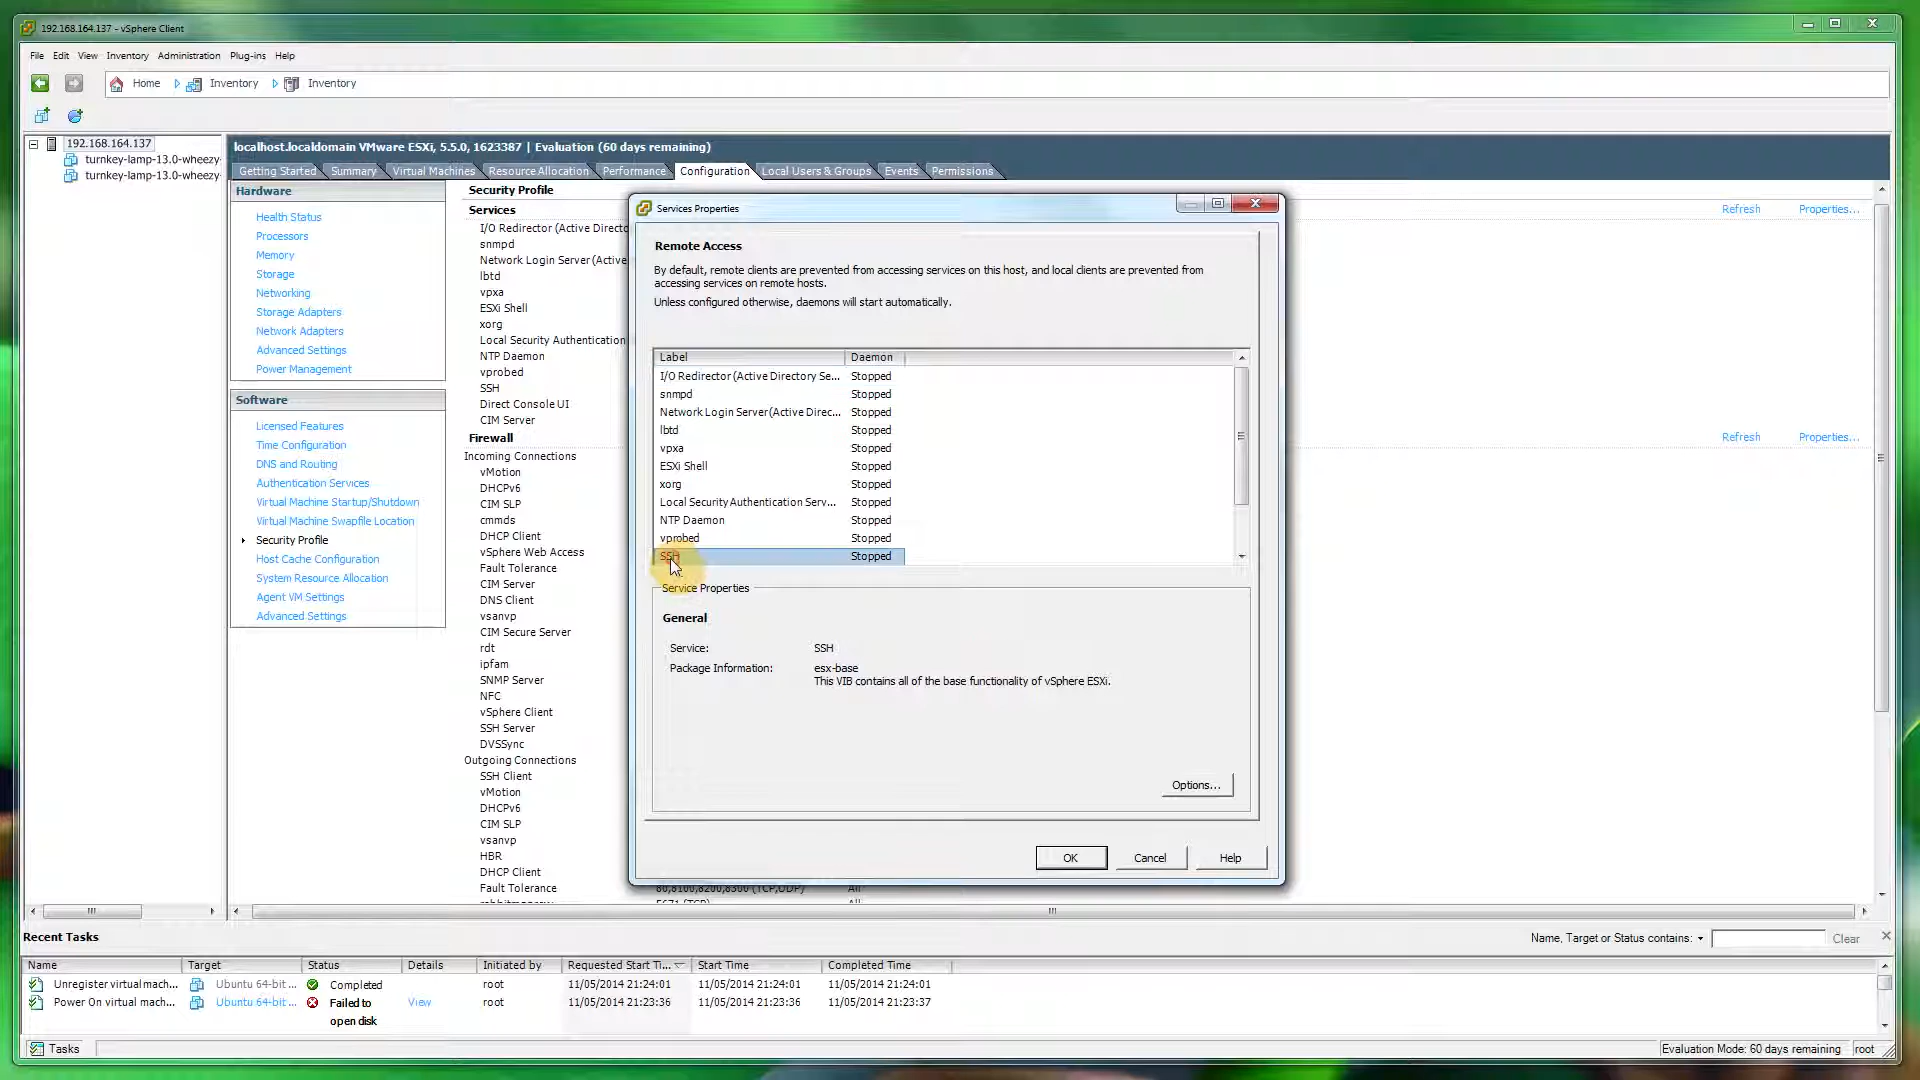 192.168.164.137 - vSphere Client
File Edit View Inventory Administration Plug-ins Help
Home Inventory Inventory
192.168.164.137
turnkey-lamp-13.0-wheezy
turnkey-lamp-13.0-wheezy
localhost.localdomain VMware ESXi, 5.5.0, 1623387 | Evaluation (60 days remaining)
Getting Started Summary Virtual Machines Resource Allocation Performance Configuration Local Users & Groups Events Permissions
Hardware
Health Status
Processors
Memory
Storage
Networking
Storage Adapters
Network Adapters
Advanced Settings
Power Management
Software
Licensed Features
Time Configuration
DNS and Routing
Authentication Services
Virtual Machine Startup/Shutdown
Virtual Machine Swapfile Location
Security Profile
Host Cache Configuration
System Resource Allocation
Agent VM Settings
Advanced Settings
Security Profile
Services
Refresh Properties...
I/O Redirector (Active Directo
snmpd
Network Login Server (Active
lbtd
vpxa
ESXi Shell
xorg
Local Security Authentication
NTP Daemon
vprobed
SSH
Direct Console UI
CIM Server
Firewall
Refresh Properties...
Incoming Connections
vMotion
DHCPv6
CIM SLP
cmmds
DHCP Client
vSphere Web Access
Fault Tolerance
CIM Server
DNS Client
vsanvp
CIM Secure Server
rdt
ipfam
SNMP Server
NFC
vSphere Client
SSH Server
DVSSync
Outgoing Connections
SSH Client
vMotion
DHCPv6
CIM SLP
vsanvp
HBR
DHCP Client
Fault Tolerance 80,8100,8200,8300 (TCP,UDP) All
Services Properties
Remote Access
By default, remote clients are prevented from accessing services on this host, and local clients are prevented from
accessing services on remote hosts.
Unless configured otherwise, daemons will start automatically.
Label Daemon
I/O Redirector (Active Directory Se... Stopped
snmpd Stopped
Network Login Server (Active Direc... Stopped
lbtd Stopped
vpxa Stopped
ESXi Shell Stopped
xorg Stopped
Local Security Authentication Serv... Stopped
NTP Daemon Stopped
vprobed Stopped
SSH Stopped
Service Properties
General
Service: SSH
Package Information: esx-base
This VIB contains all of the base functionality of vSphere ESXi.
Options...
OK Cancel Help
Recent Tasks
Name, Target or Status contains: Clear
Name Target Status Details Initiated by Requested Start Ti... Start Time Completed Time
Unregister virtual mach... Ubuntu 64-bit ... Completed root 11/05/2014 21:24:01 11/05/2014 21:24:01 11/05/2014 21:24:01
Power On virtual mach... Ubuntu 64-bit ... Failed to open disk View root 11/05/2014 21:23:36 11/05/2014 21:23:36 11/05/2014 21:23:37
Tasks
Evaluation Mode: 60 days remaining root